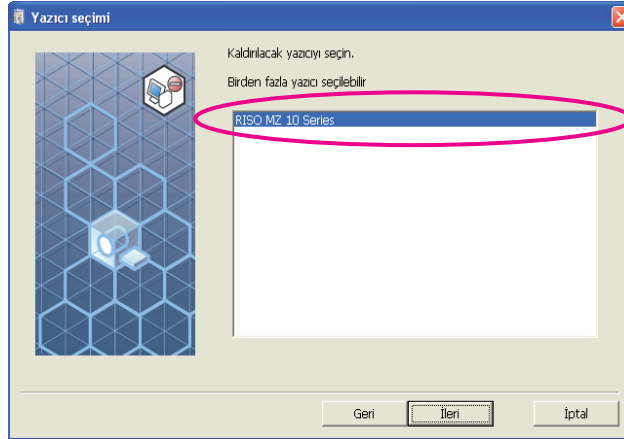 Yazıcı seçimi
Kaldırılacak yazıcıyı seçin.
Birden fazla yazıcı seçilebilir
RISO MZ 10 Series
Geri
İleri
İptal